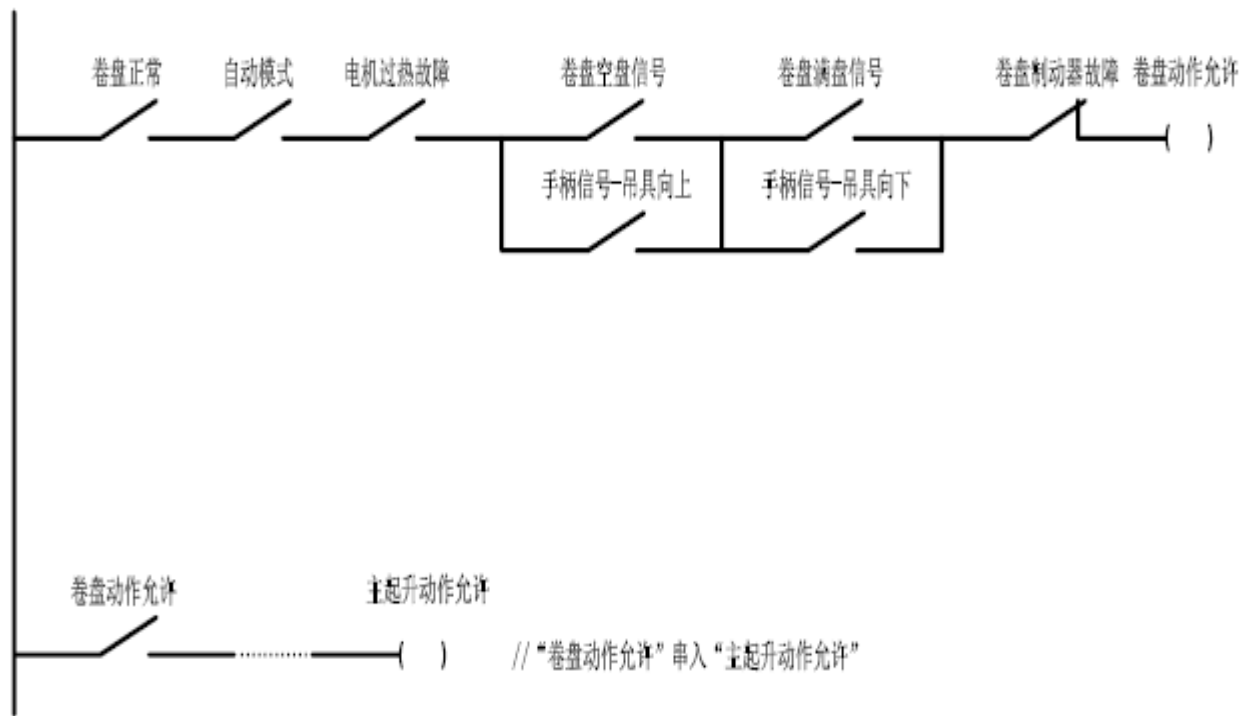 卷盘正常 自动模式 电机过热故障 卷盘空盘信号 卷盘满盘信号 卷盘制动器故障 卷盘动作允许
( )
手柄信号-吊具向上 手柄信号-吊具向下
卷盘动作允许 主起升动作允许
( ) //“卷盘动作允许”串入“主起升动作允许”